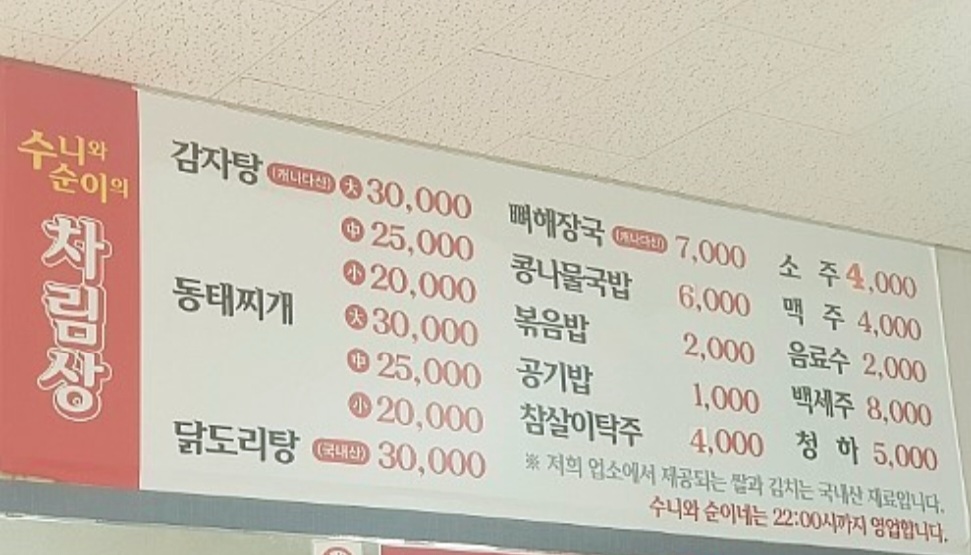 수니와
순이의
차림상
감자탕 (캐나다산) 大 30,000
中 25,000
小 20,000
동태찌개 大 30,000
中 25,000
小 20,000
닭도리탕 (국내산) 30,000
뼈해장국 (캐나다산) 7,000
콩나물국밥 6,000
볶음밥 2,000
공기밥 1,000
참살이탁주 4,000
소 주 4,000
맥 주 4,000
음료수 2,000
백세주 8,000
청 하 5,000
※ 저희 업소에서 제공되는 쌀과 김치는 국내산 재료입니다.
수니와 순이네는 22:00시까지 영업합니다.